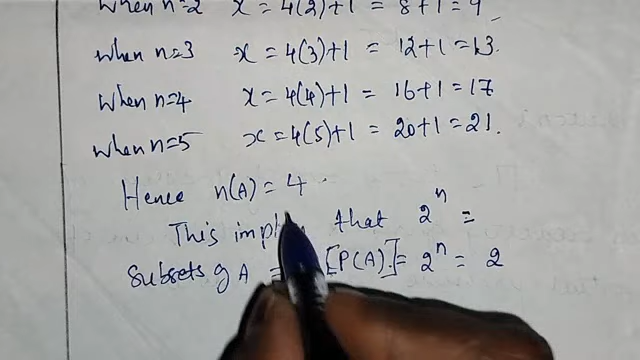 when n=2 x = 4(2)+1 = 8+1 = 9
when n=3 x = 4(3)+1 = 12+1 = 13.
when n=4 x = 4(4)+1 = 16+1 = 17
when n=5 x = 4(5)+1 = 20+1 = 21.
Hence n(A) = 4
This that 2ⁿ =
Subsets of A = [P(A)] = 2ⁿ = 2